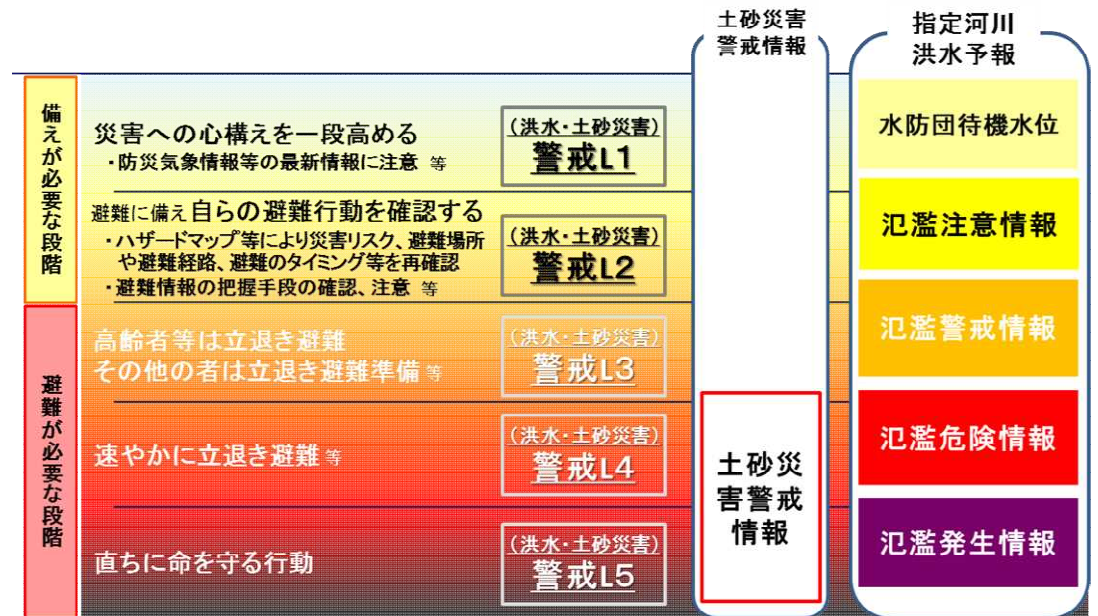 土砂災害
警戒情報
指定河川
洪水予報
備えが必要な段階
災害への心構えを一段高める
・防災気象情報等の最新情報に注意 等
(洪水・土砂災害)
警戒L1
水防団待機水位
避難に備え自らの避難行動を確認する
・ハザードマップ等により災害リスク、避難場所
や避難経路、避難のタイミング等を再確認
・避難情報の把握手段の確認、注意 等
(洪水・土砂災害)
警戒L2
氾濫注意情報
避難が必要な段階
高齢者等は立退き避難
その他の者は立退き避難準備 等
(洪水・土砂災害)
警戒L3
氾濫警戒情報
速やかに立退き避難 等
(洪水・土砂災害)
警戒L4
土砂災
害警戒
情報
氾濫危険情報
直ちに命を守る行動
(洪水・土砂災害)
警戒L5
氾濫発生情報